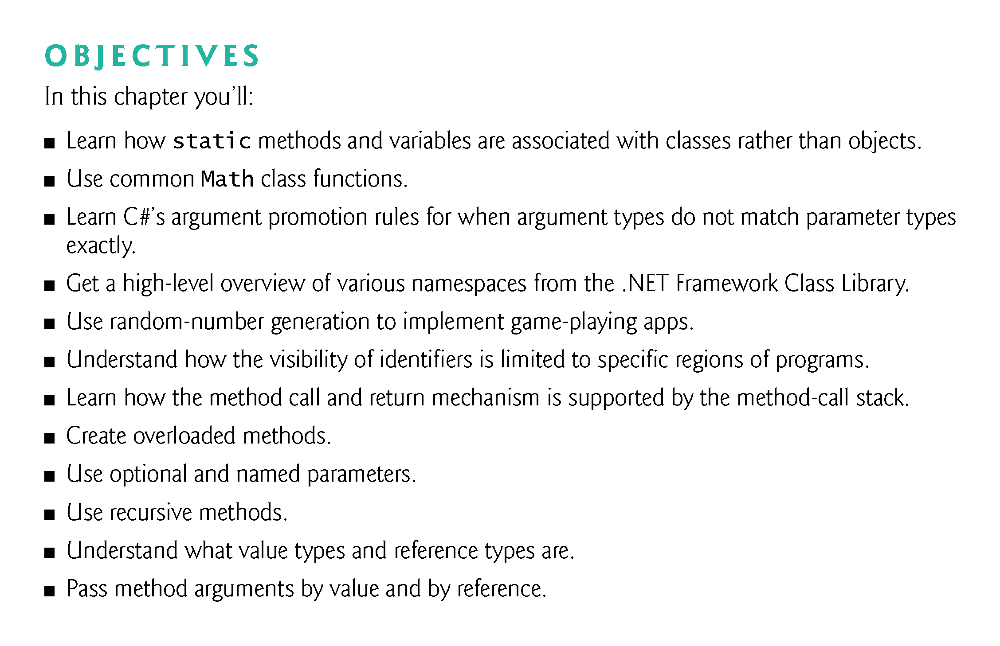 OBJECTIVES
In this chapter you’ll:
■ Learn how static methods and variables are associated with classes rather than objects.
■ Use common Math class functions.
■ Learn C#’s argument promotion rules for when argument types do not match parameter types
exactly.
■ Get a high-level overview of various namespaces from the .NET Framework Class Library.
■ Use random-number generation to implement game-playing apps.
■ Understand how the visibility of identifiers is limited to specific regions of programs.
■ Learn how the method call and return mechanism is supported by the method-call stack.
■ Create overloaded methods.
■ Use optional and named parameters.
■ Use recursive methods.
■ Understand what value types and reference types are.
■ Pass method arguments by value and by reference.